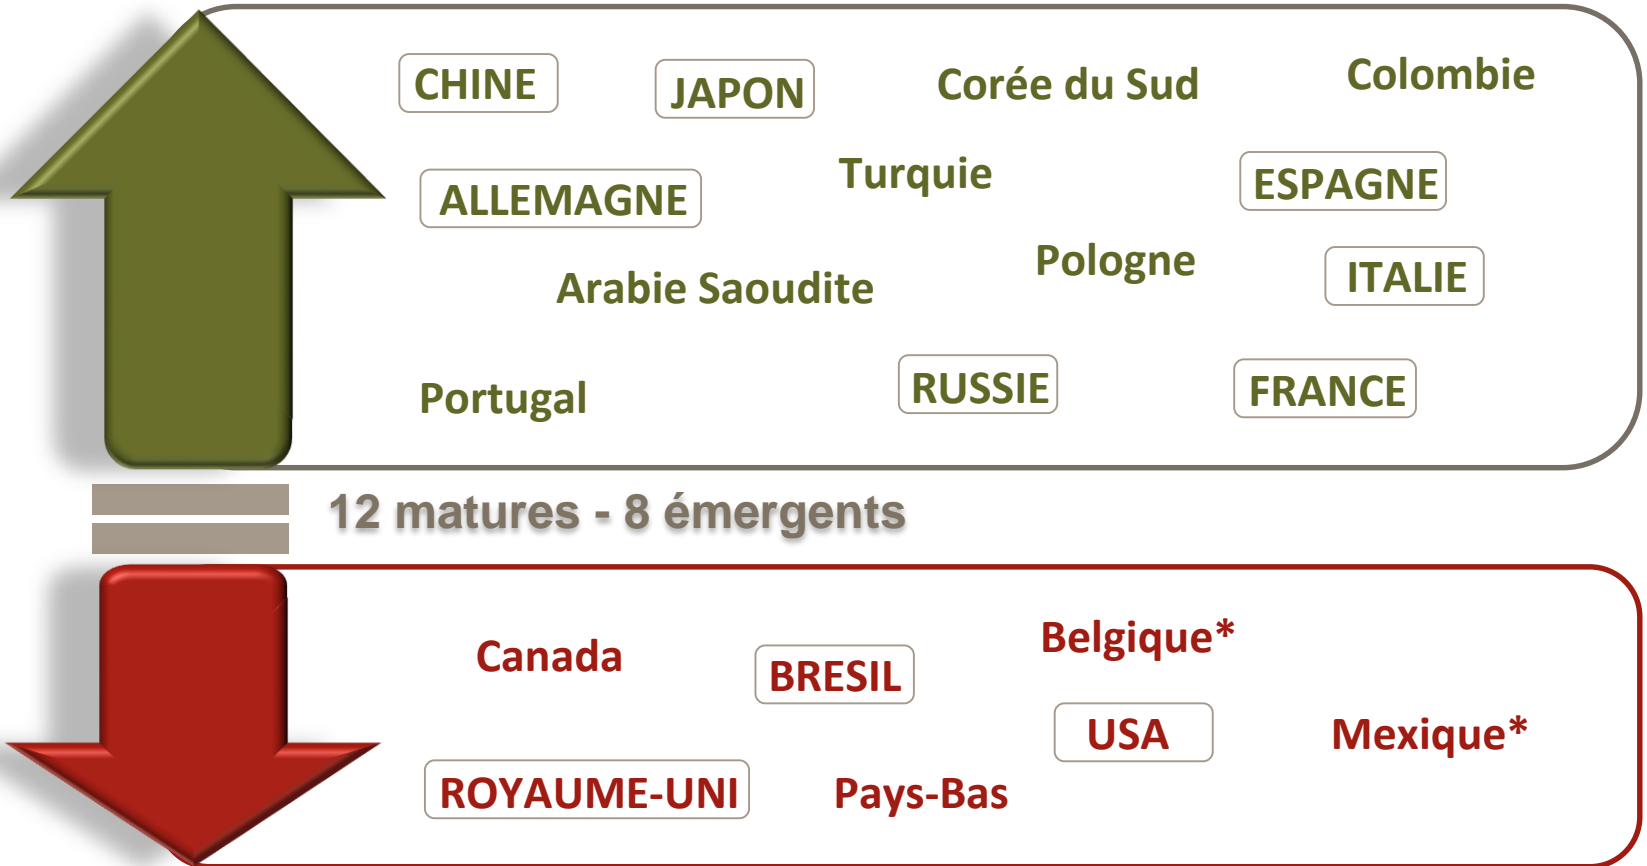 CHINE
JAPON
Corée du Sud
Colombie
ALLEMAGNE
Turquie
ESPAGNE
Arabie Saoudite
Pologne
ITALIE
Portugal
RUSSIE
FRANCE
12 matures - 8 émergents
Canada
BRESIL
Belgique*
USA
Mexique*
ROYAUME-UNI
Pays-Bas